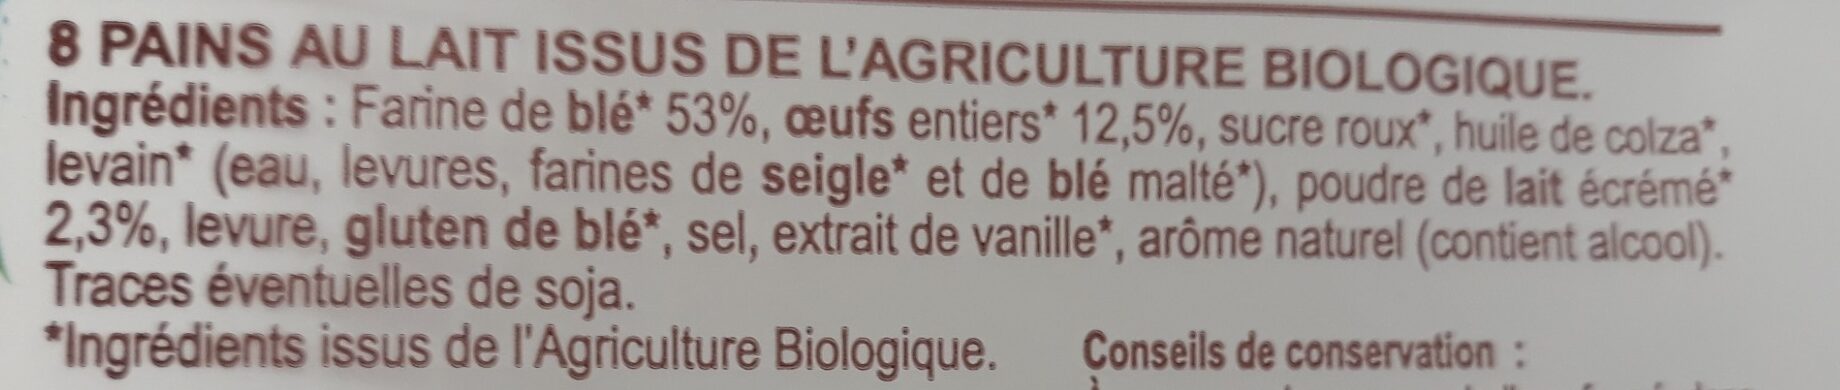 8 PAINS AU LAIT ISSUS DE L'AGRICULTURE BIOLOGIQUE.
Ingrédients : Farine de blé* 53%, œufs entiers* 12,5%, sucre roux*, huile de colza*,
levain* (eau, levures, farines de seigle* et de blé malté*), poudre de lait écrémé*
2,3%, levure, gluten de blé*, sel, extrait de vanille*, arôme naturel (contient alcool).
Traces éventuelles de soja.
*Ingrédients issus de l'Agriculture Biologique.
Conseils de conservation :